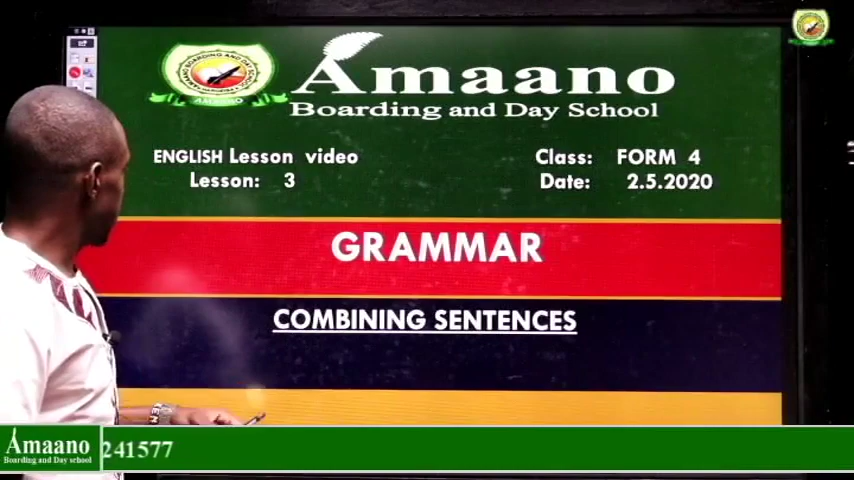 Amaano
Boarding and Day School
ENGLISH Lesson video
Class: FORM 4
Lesson: 3
Date: 2.5.2020
GRAMMAR
COMBINING SENTENCES
Amaano
Boarding and Day school
241577